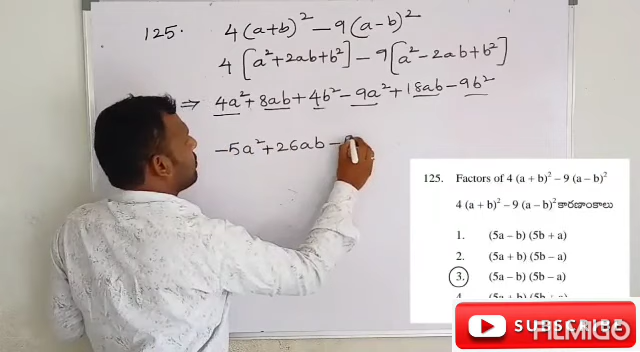 125.
4(a+b)² - 9(a-b)²
4[a²+2ab+b²] - 9[a²-2ab+b²]
⇒ 4a²+8ab+4b²-9a²+18ab-9b²
-5a²+26ab-
125. Factors of 4 (a + b)² – 9 (a – b)²
4 (a + b)² – 9 (a – b)² కారణాంకాలు
1. (5a – b) (5b + a)
2. (5a + b) (5b – a)
3. (5a – b) (5b – a)
4.
SUBSCRIBE
FILMIGO